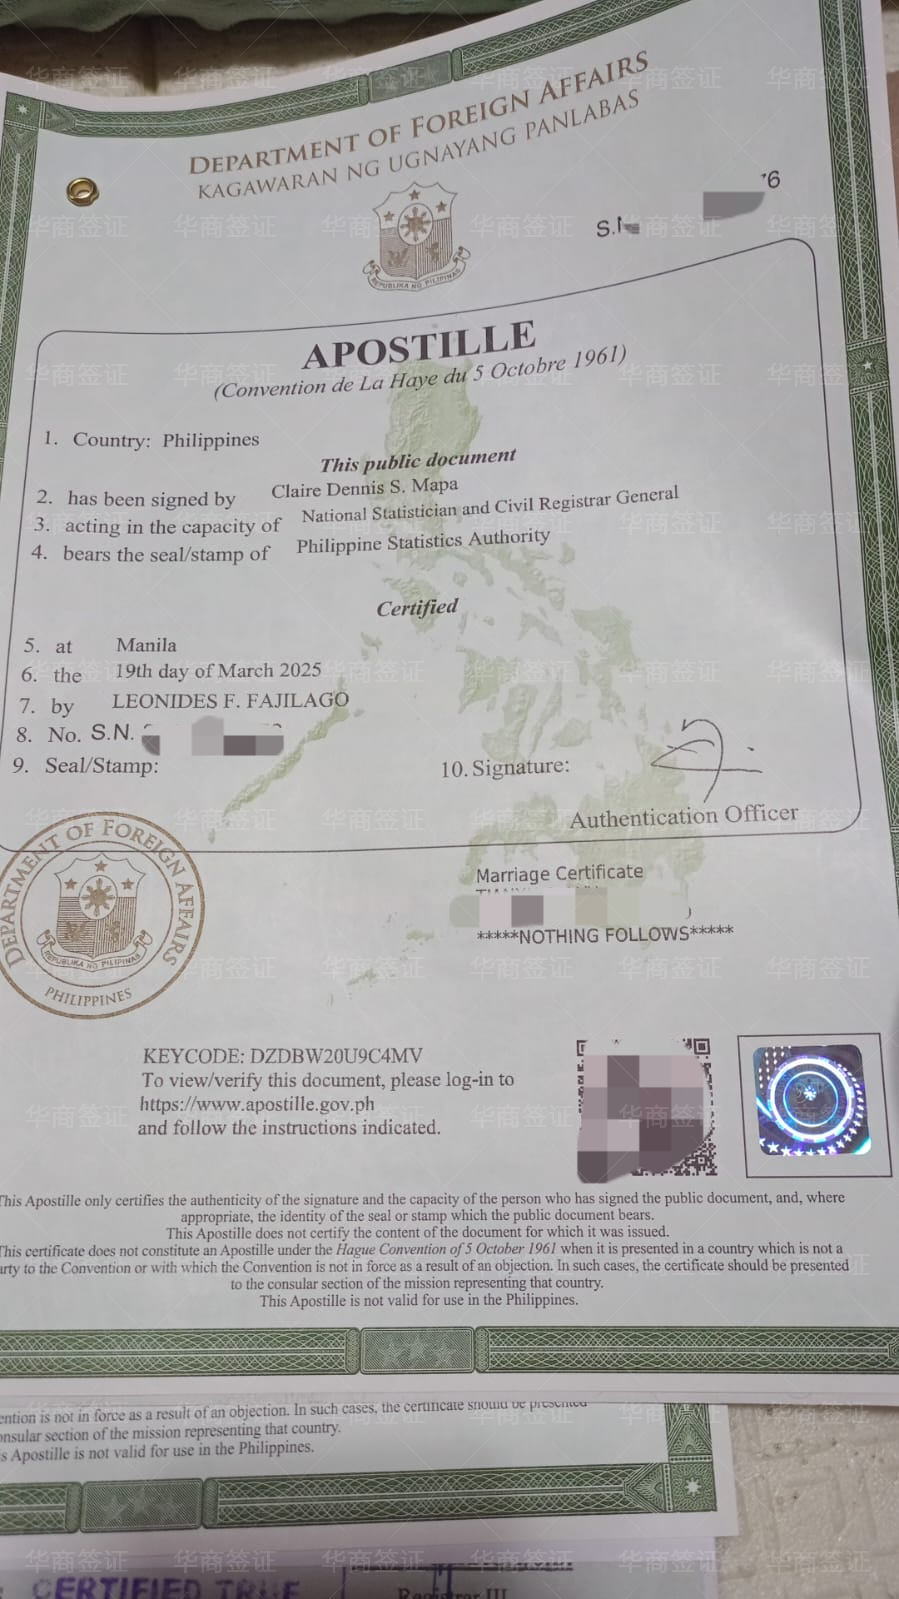 DEPARTMENT OF FOREIGN AFFAIRS
KAGAWARAN NG UGNAYANG PANLABAS
REPUBLIKA NG PILIPINAS
6
APOSTILLE
(Convention de La Haye du 5 Octobre 1961)
1. Country: Philippines
This public document
2. has been signed by Claire Dennis S. Mapa
3. acting in the capacity of National Statistician and Civil Registrar General
4. bears the seal/stamp of Philippine Statistics Authority
Certified
5. at Manila
6. the 19th day of March 2025
7. by LEONIDES F. FAJILAGO
8. No. S.N.
9. Seal/Stamp:
10. Signature:
Authentication Officer
DEPARTMENT OF FOREIGN AFFAIRS
REPUBLIKA NG PILIPINAS
PHILIPPINES
Marriage Certificate
*****NOTHING FOLLOWS*****
KEYCODE: DZDBW20U9C4MV
To view/verify this document, please log-in to
https://www.apostille.gov.ph
and follow the instructions indicated.
This Apostille only certifies the authenticity of the signature and the capacity of the person who has signed the public document, and, where
appropriate, the identity of the seal or stamp which the public document bears.
This Apostille does not certify the content of the document for which it was issued.
This certificate does not constitute an Apostille under the Hague Convention of 5 October 1961 when it is presented in a country which is not a
arty to the Convention or with which the Convention is not in force as a result of an objection. In such cases, the certificate should be presented
to the consular section of the mission representing that country.
This Apostille is not valid for use in the Philippines.
ention is not in force as a result of an objection. In such cases, the certificate should be presented
onsular section of the mission representing that country.
s Apostille is not valid for use in the Philippines.
CERTIFIED TRUE
Registrar III
华商签证